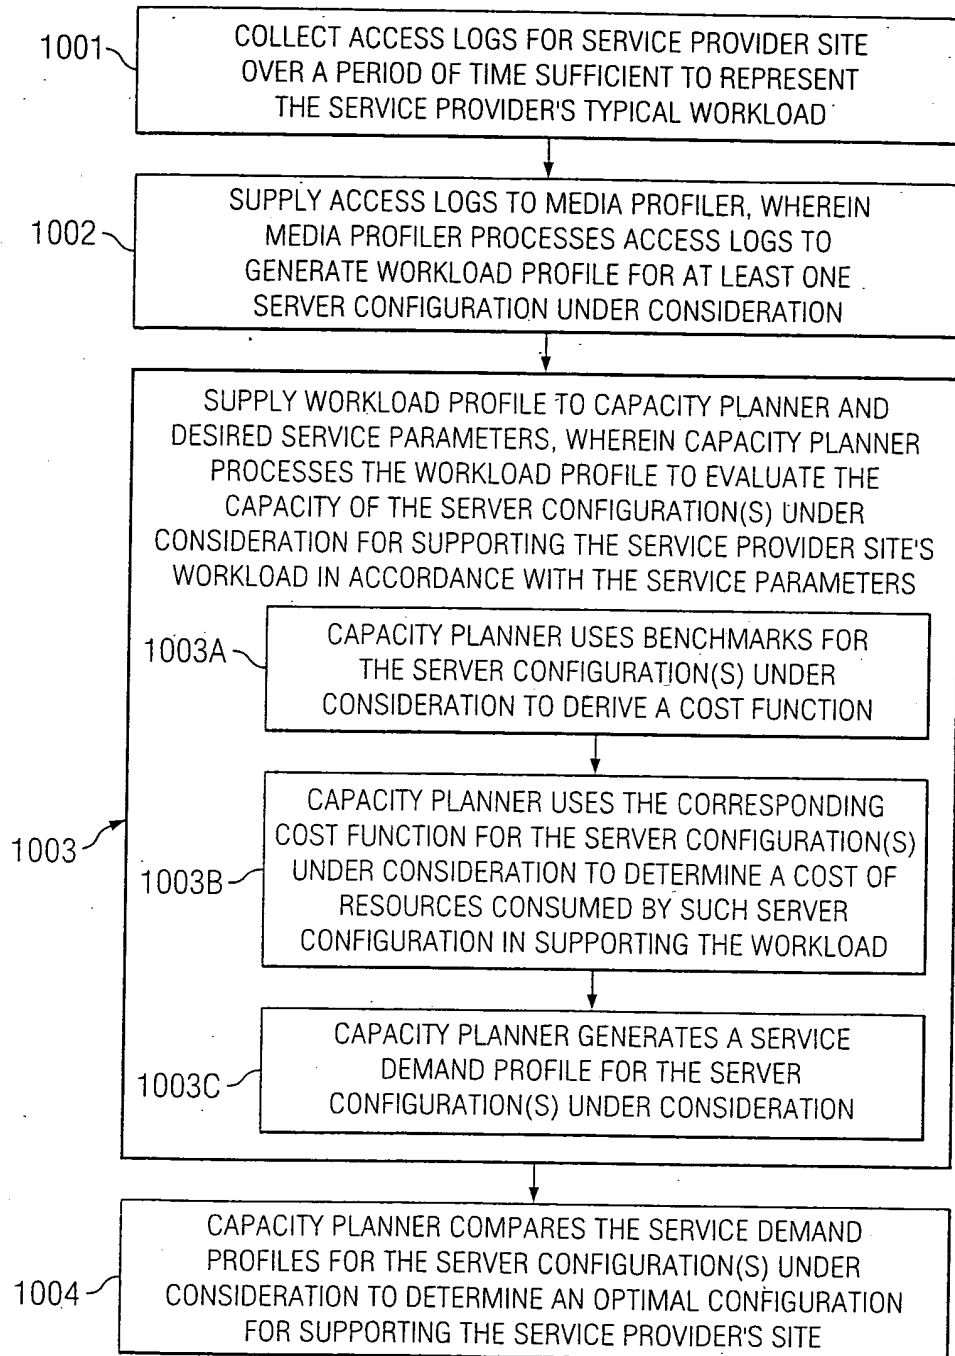 1001
COLLECT ACCESS LOGS FOR SERVICE PROVIDER SITE
OVER A PERIOD OF TIME SUFFICIENT TO REPRESENT
THE SERVICE PROVIDER'S TYPICAL WORKLOAD
1002
SUPPLY ACCESS LOGS TO MEDIA PROFILER, WHEREIN
MEDIA PROFILER PROCESSES ACCESS LOGS TO
GENERATE WORKLOAD PROFILE FOR AT LEAST ONE
SERVER CONFIGURATION UNDER CONSIDERATION
1003
SUPPLY WORKLOAD PROFILE TO CAPACITY PLANNER AND
DESIRED SERVICE PARAMETERS, WHEREIN CAPACITY PLANNER
PROCESSES THE WORKLOAD PROFILE TO EVALUATE THE
CAPACITY OF THE SERVER CONFIGURATION(S) UNDER
CONSIDERATION FOR SUPPORTING THE SERVICE PROVIDER SITE'S
WORKLOAD IN ACCORDANCE WITH THE SERVICE PARAMETERS
1003A
CAPACITY PLANNER USES BENCHMARKS FOR
THE SERVER CONFIGURATION(S) UNDER
CONSIDERATION TO DERIVE A COST FUNCTION
1003B
CAPACITY PLANNER USES THE CORRESPONDING
COST FUNCTION FOR THE SERVER CONFIGURATION(S)
UNDER CONSIDERATION TO DETERMINE A COST OF
RESOURCES CONSUMED BY SUCH SERVER
CONFIGURATION IN SUPPORTING THE WORKLOAD
1003C
CAPACITY PLANNER GENERATES A SERVICE
DEMAND PROFILE FOR THE SERVER
CONFIGURATION(S) UNDER CONSIDERATION
1004
CAPACITY PLANNER COMPARES THE SERVICE DEMAND
PROFILES FOR THE SERVER CONFIGURATION(S) UNDER
CONSIDERATION TO DETERMINE AN OPTIMAL CONFIGURATION
FOR SUPPORTING THE SERVICE PROVIDER'S SITE